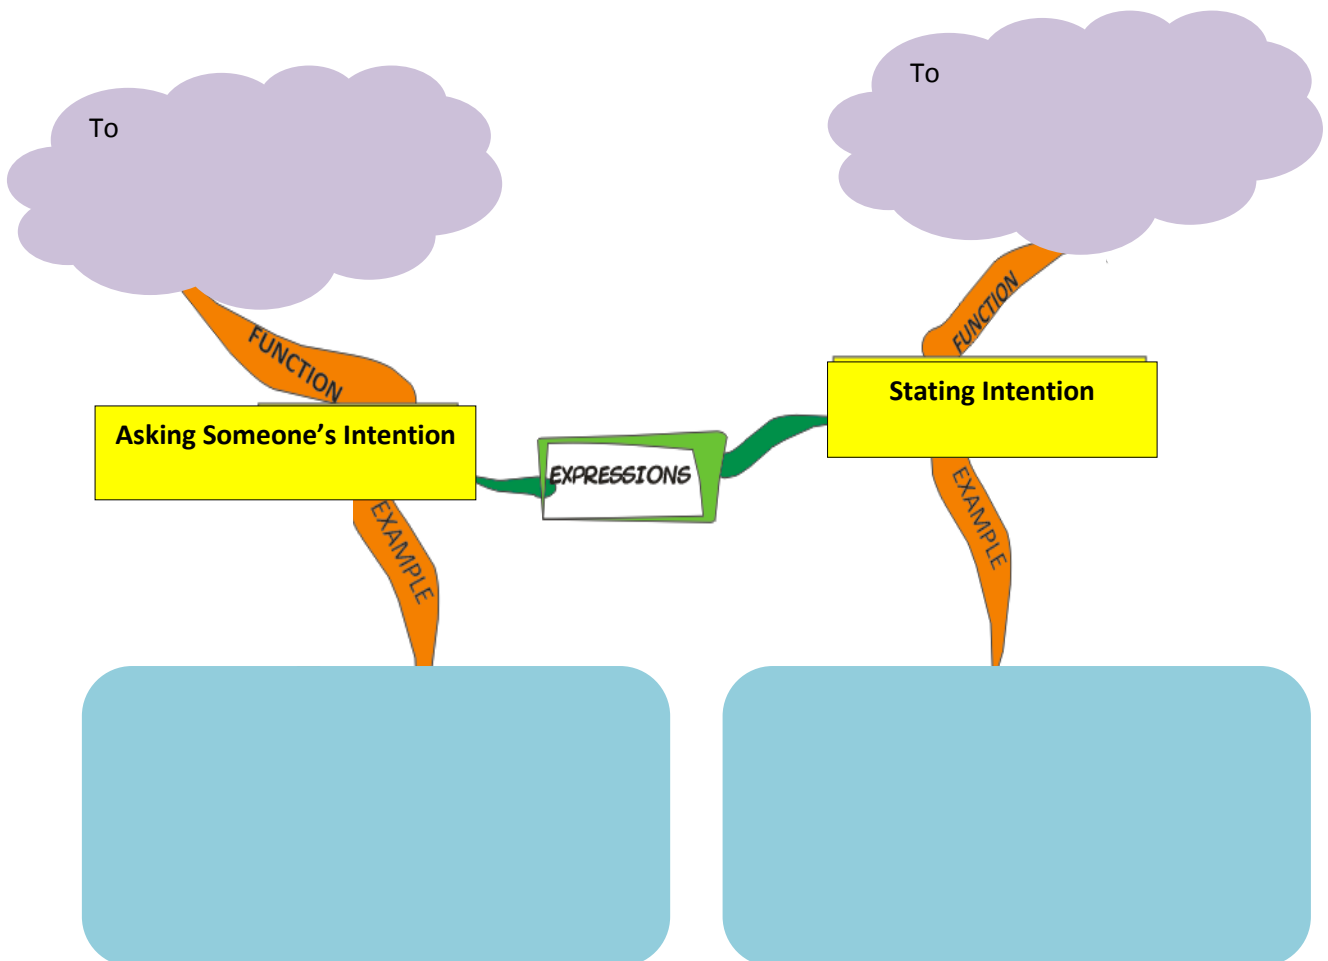 To
To
FUNCTION
FUNCTION
Asking Someone’s Intention
Stating Intention
EXPRESSIONS
EXAMPLE
EXAMPLE